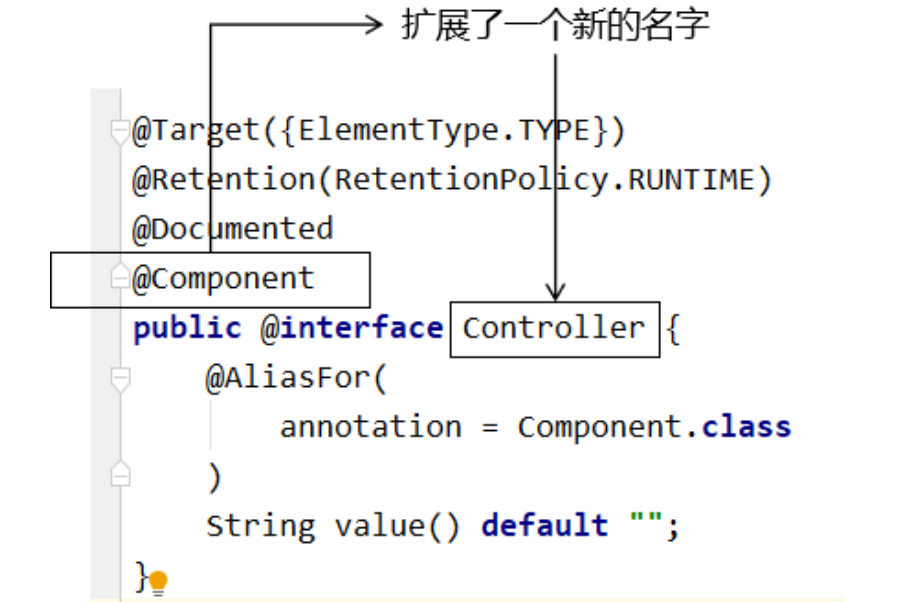 扩展了一个新的名字
@Target({ElementType.TYPE})
@Retention(RetentionPolicy.RUNTIME)
@Documented
@Component
public @interface Controller {
    @AliasFor(
        annotation = Component.class
    )
    String value() default "";
}